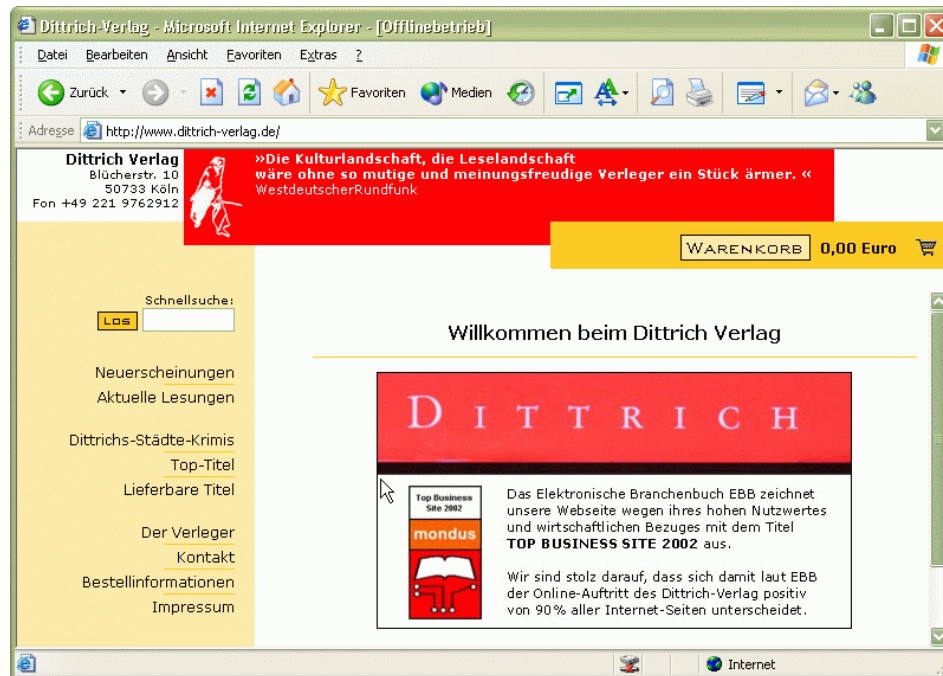 Dittrich-Verlag - Microsoft Internet Explorer - [Offlinebetrieb]
Datei Bearbeiten Ansicht Favoriten Extras ?
Zurück Favoriten Medien
Adresse http://www.dittrich-verlag.de/
Dittrich Verlag
Blücherstr. 10
50733 Köln
Fon +49 221 9762912
»Die Kulturlandschaft, die Leselandschaft
wäre ohne so mutige und meinungsfreudige Verleger ein Stück ärmer. «
WestdeutscherRundfunk
WARENKORB 0,00 Euro
Schnellsuche:
LOS
Neuerscheinungen
Aktuelle Lesungen
Dittrichs-Städte-Krimis
Top-Titel
Lieferbare Titel
Der Verleger
Kontakt
Bestellinformationen
Impressum
Willkommen beim Dittrich Verlag
DITTRICH
Top Business
Site 2002
mondus
Das Elektronische Branchenbuch EBB zeichnet
unsere Webseite wegen ihres hohen Nutzwertes
und wirtschaftlichen Bezuges mit dem Titel
TOP BUSINESS SITE 2002 aus.
Wir sind stolz darauf, dass sich damit laut EBB
der Online-Auftritt des Dittrich-Verlag positiv
von 90% aller Internet-Seiten unterscheidet.
Internet